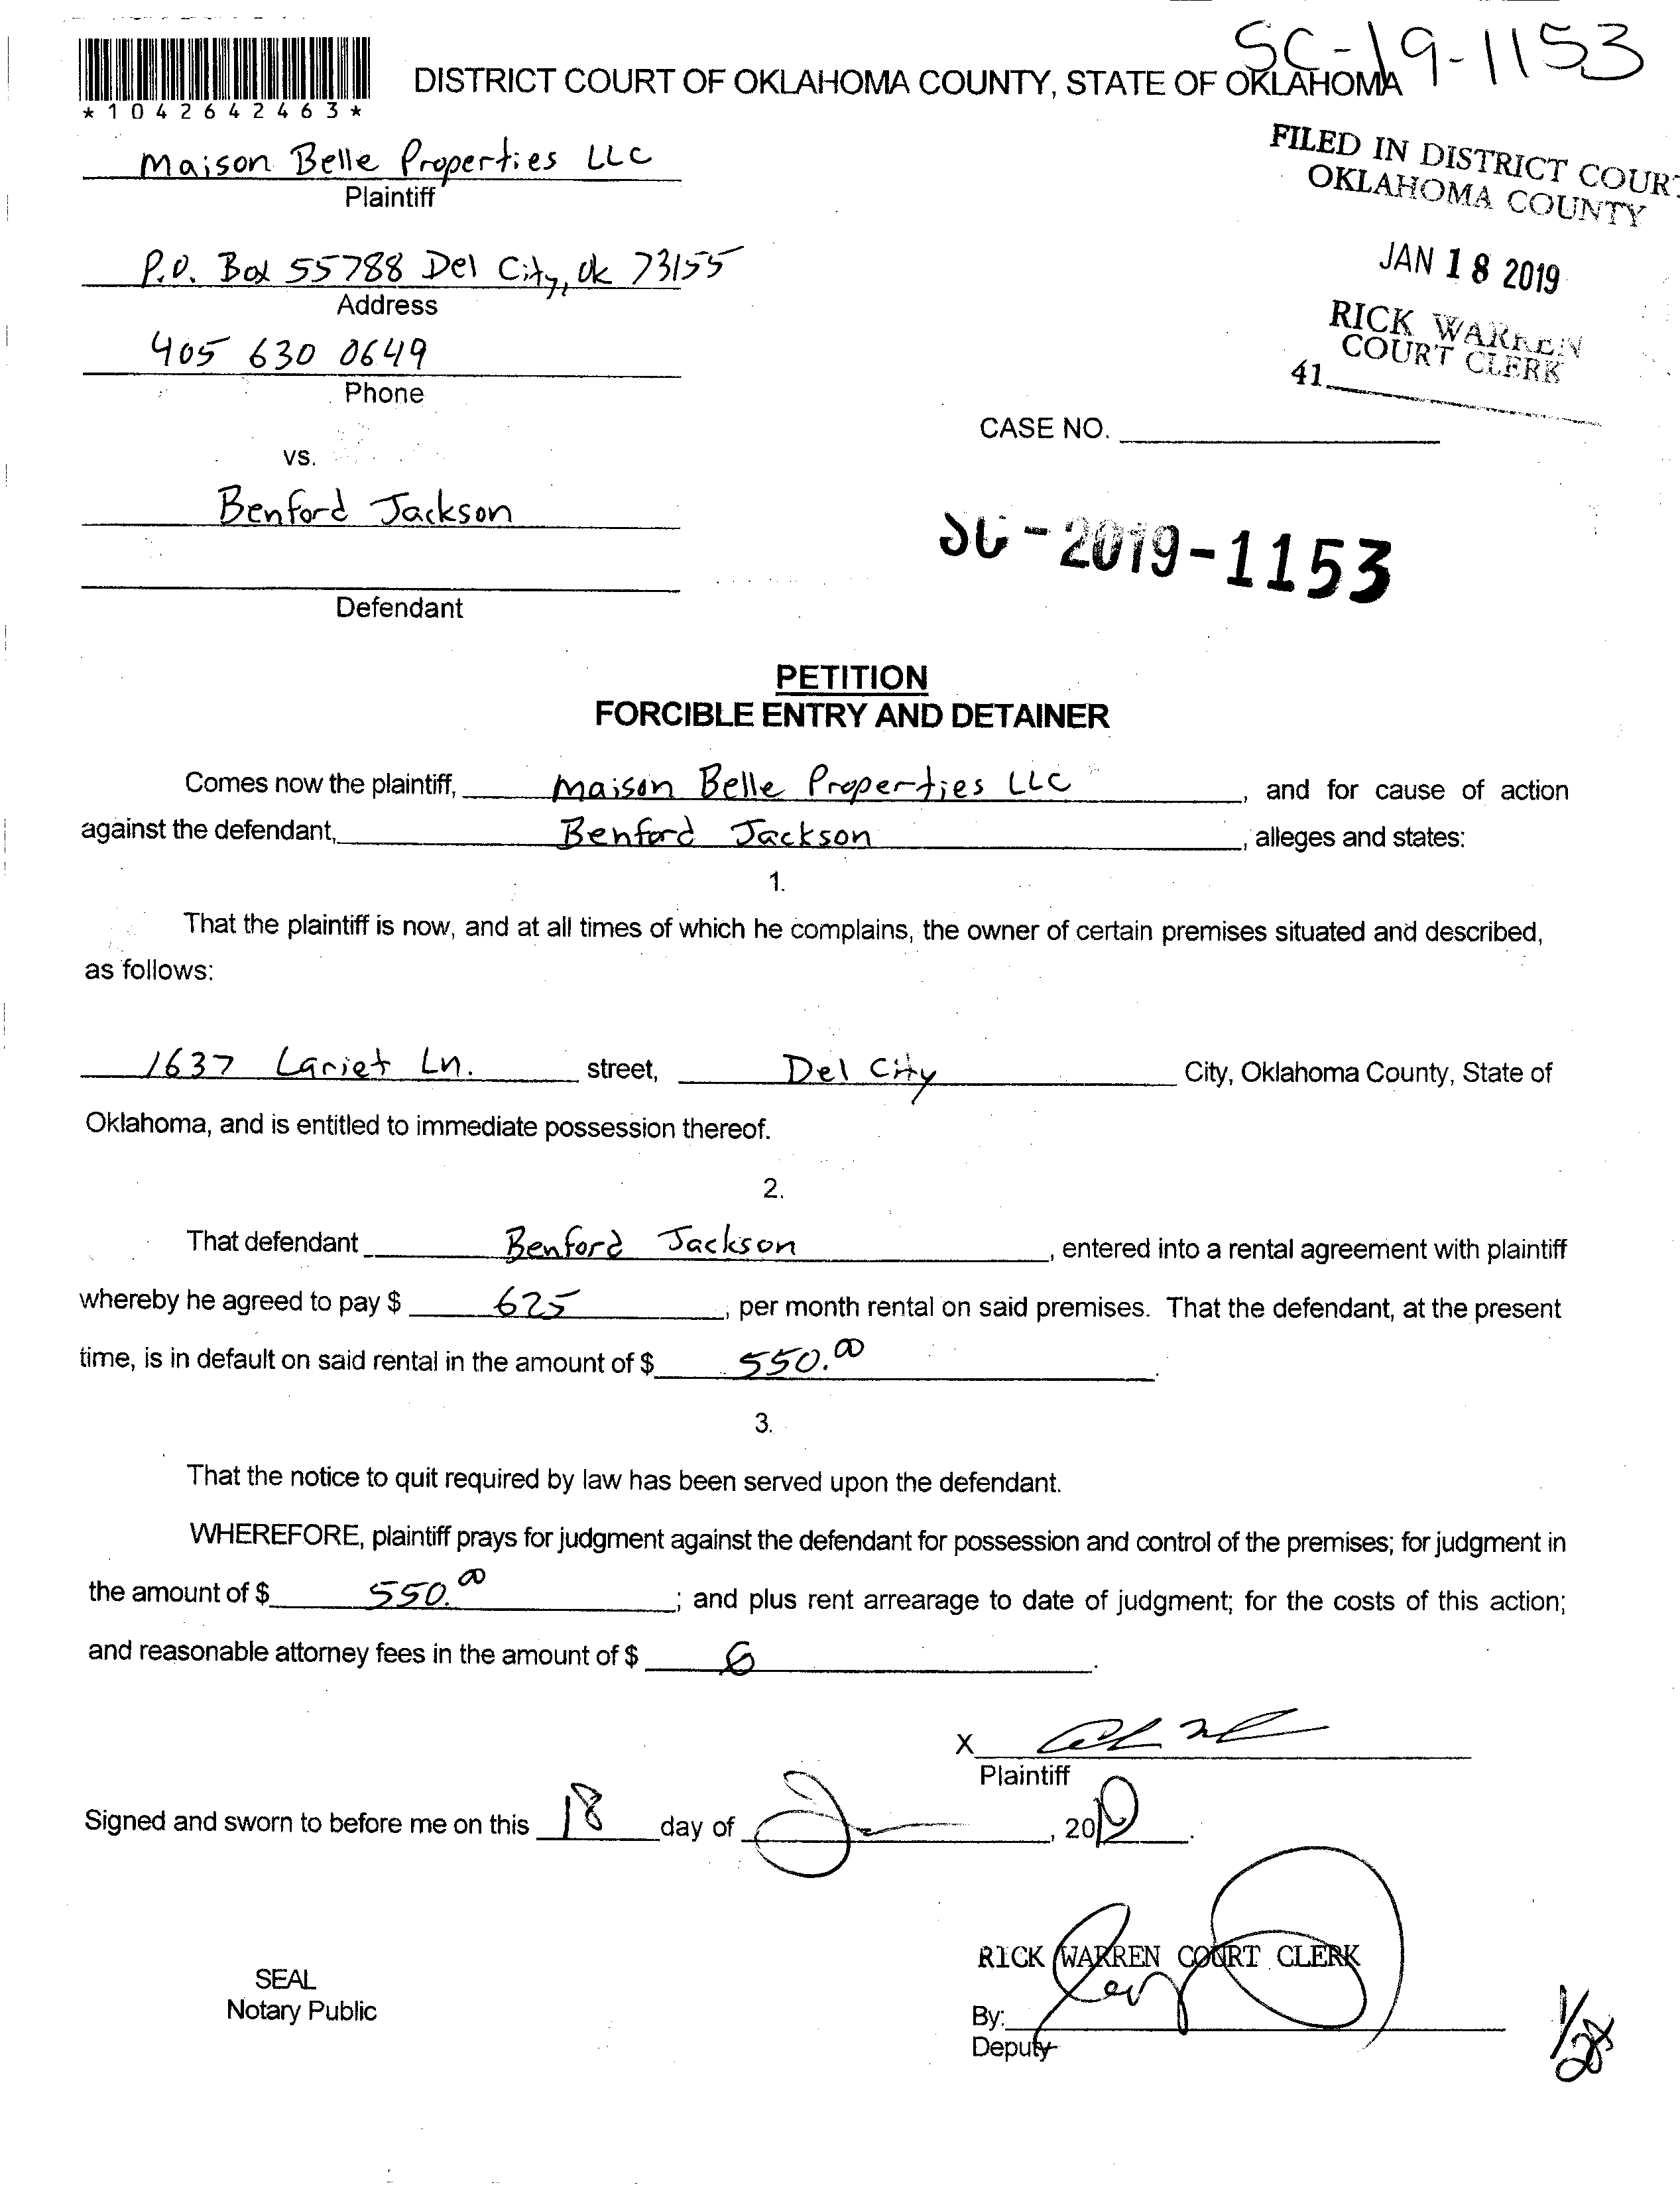 SC-19-1153
DISTRICT COURT OF OKLAHOMA COUNTY, STATE OF OKLAHOMA
*1042642463*
FILED IN DISTRICT COURT
OKLAHOMA COUNTY
JAN 18 2019
RICK WARREN
COURT CLERK
41
Maison Belle Properties LLC
Plaintiff
P.O. Box 55788 Del City, Ok 73155
Address
405 630 0649
Phone
CASE NO.
vs.
Benford Jackson
SC-2019-1153
Defendant
PETITION
FORCIBLE ENTRY AND DETAINER
Comes now the plaintiff, Maison Belle Properties LLC, and for cause of action
against the defendant, Benford Jackson, alleges and states:
1.
That the plaintiff is now, and at all times of which he complains, the owner of certain premises situated and described,
as follows:
1637 Lariet Ln. street, Del City City, Oklahoma County, State of
Oklahoma, and is entitled to immediate possession thereof.
2.
That defendant Benford Jackson, entered into a rental agreement with plaintiff
whereby he agreed to pay $ 625, per month rental on said premises. That the defendant, at the present
time, is in default on said rental in the amount of $ 550.00.
3.
That the notice to quit required by law has been served upon the defendant.
WHEREFORE, plaintiff prays for judgment against the defendant for possession and control of the premises; for judgment in
the amount of $ 550.00; and plus rent arrearage to date of judgment; for the costs of this action;
and reasonable attorney fees in the amount of $
X
Plaintiff
Signed and sworn to before me on this 18 day of , 20
RICK WARREN COURT CLERK
SEAL
Notary Public
By:
Deputy
1/28